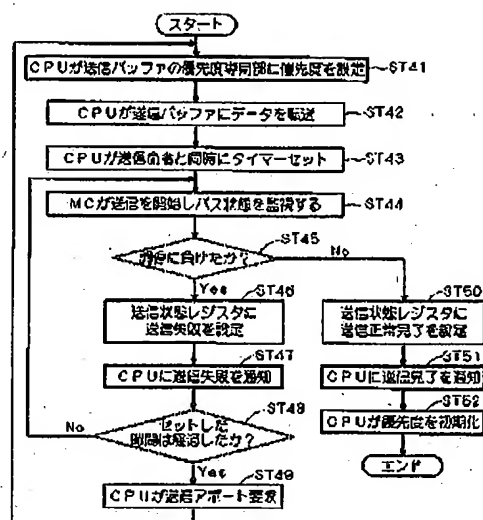 スタート
CPUが送信バッファの優先度専用部に優先度を設定
ST41
CPUが送信バッファにデータを転送
ST42
CPUが送信命令と同時にタイマーセット
ST43
MCが送信を開始しバス状態を監視する
ST44
ST45
調停に負けたか?
No
Yes
ST46
送信状態レジスタに
送信失敗を設定
ST47
CPUに送信失敗を通知
ST48
セットした
時間は経過したか?
No
Yes
ST49
CPUが送信アボート要求
ST50
送信状態レジスタに
送信正常完了を設定
ST51
CPUに送信完了を通知
ST52
CPUが優先度を初期化
エンド